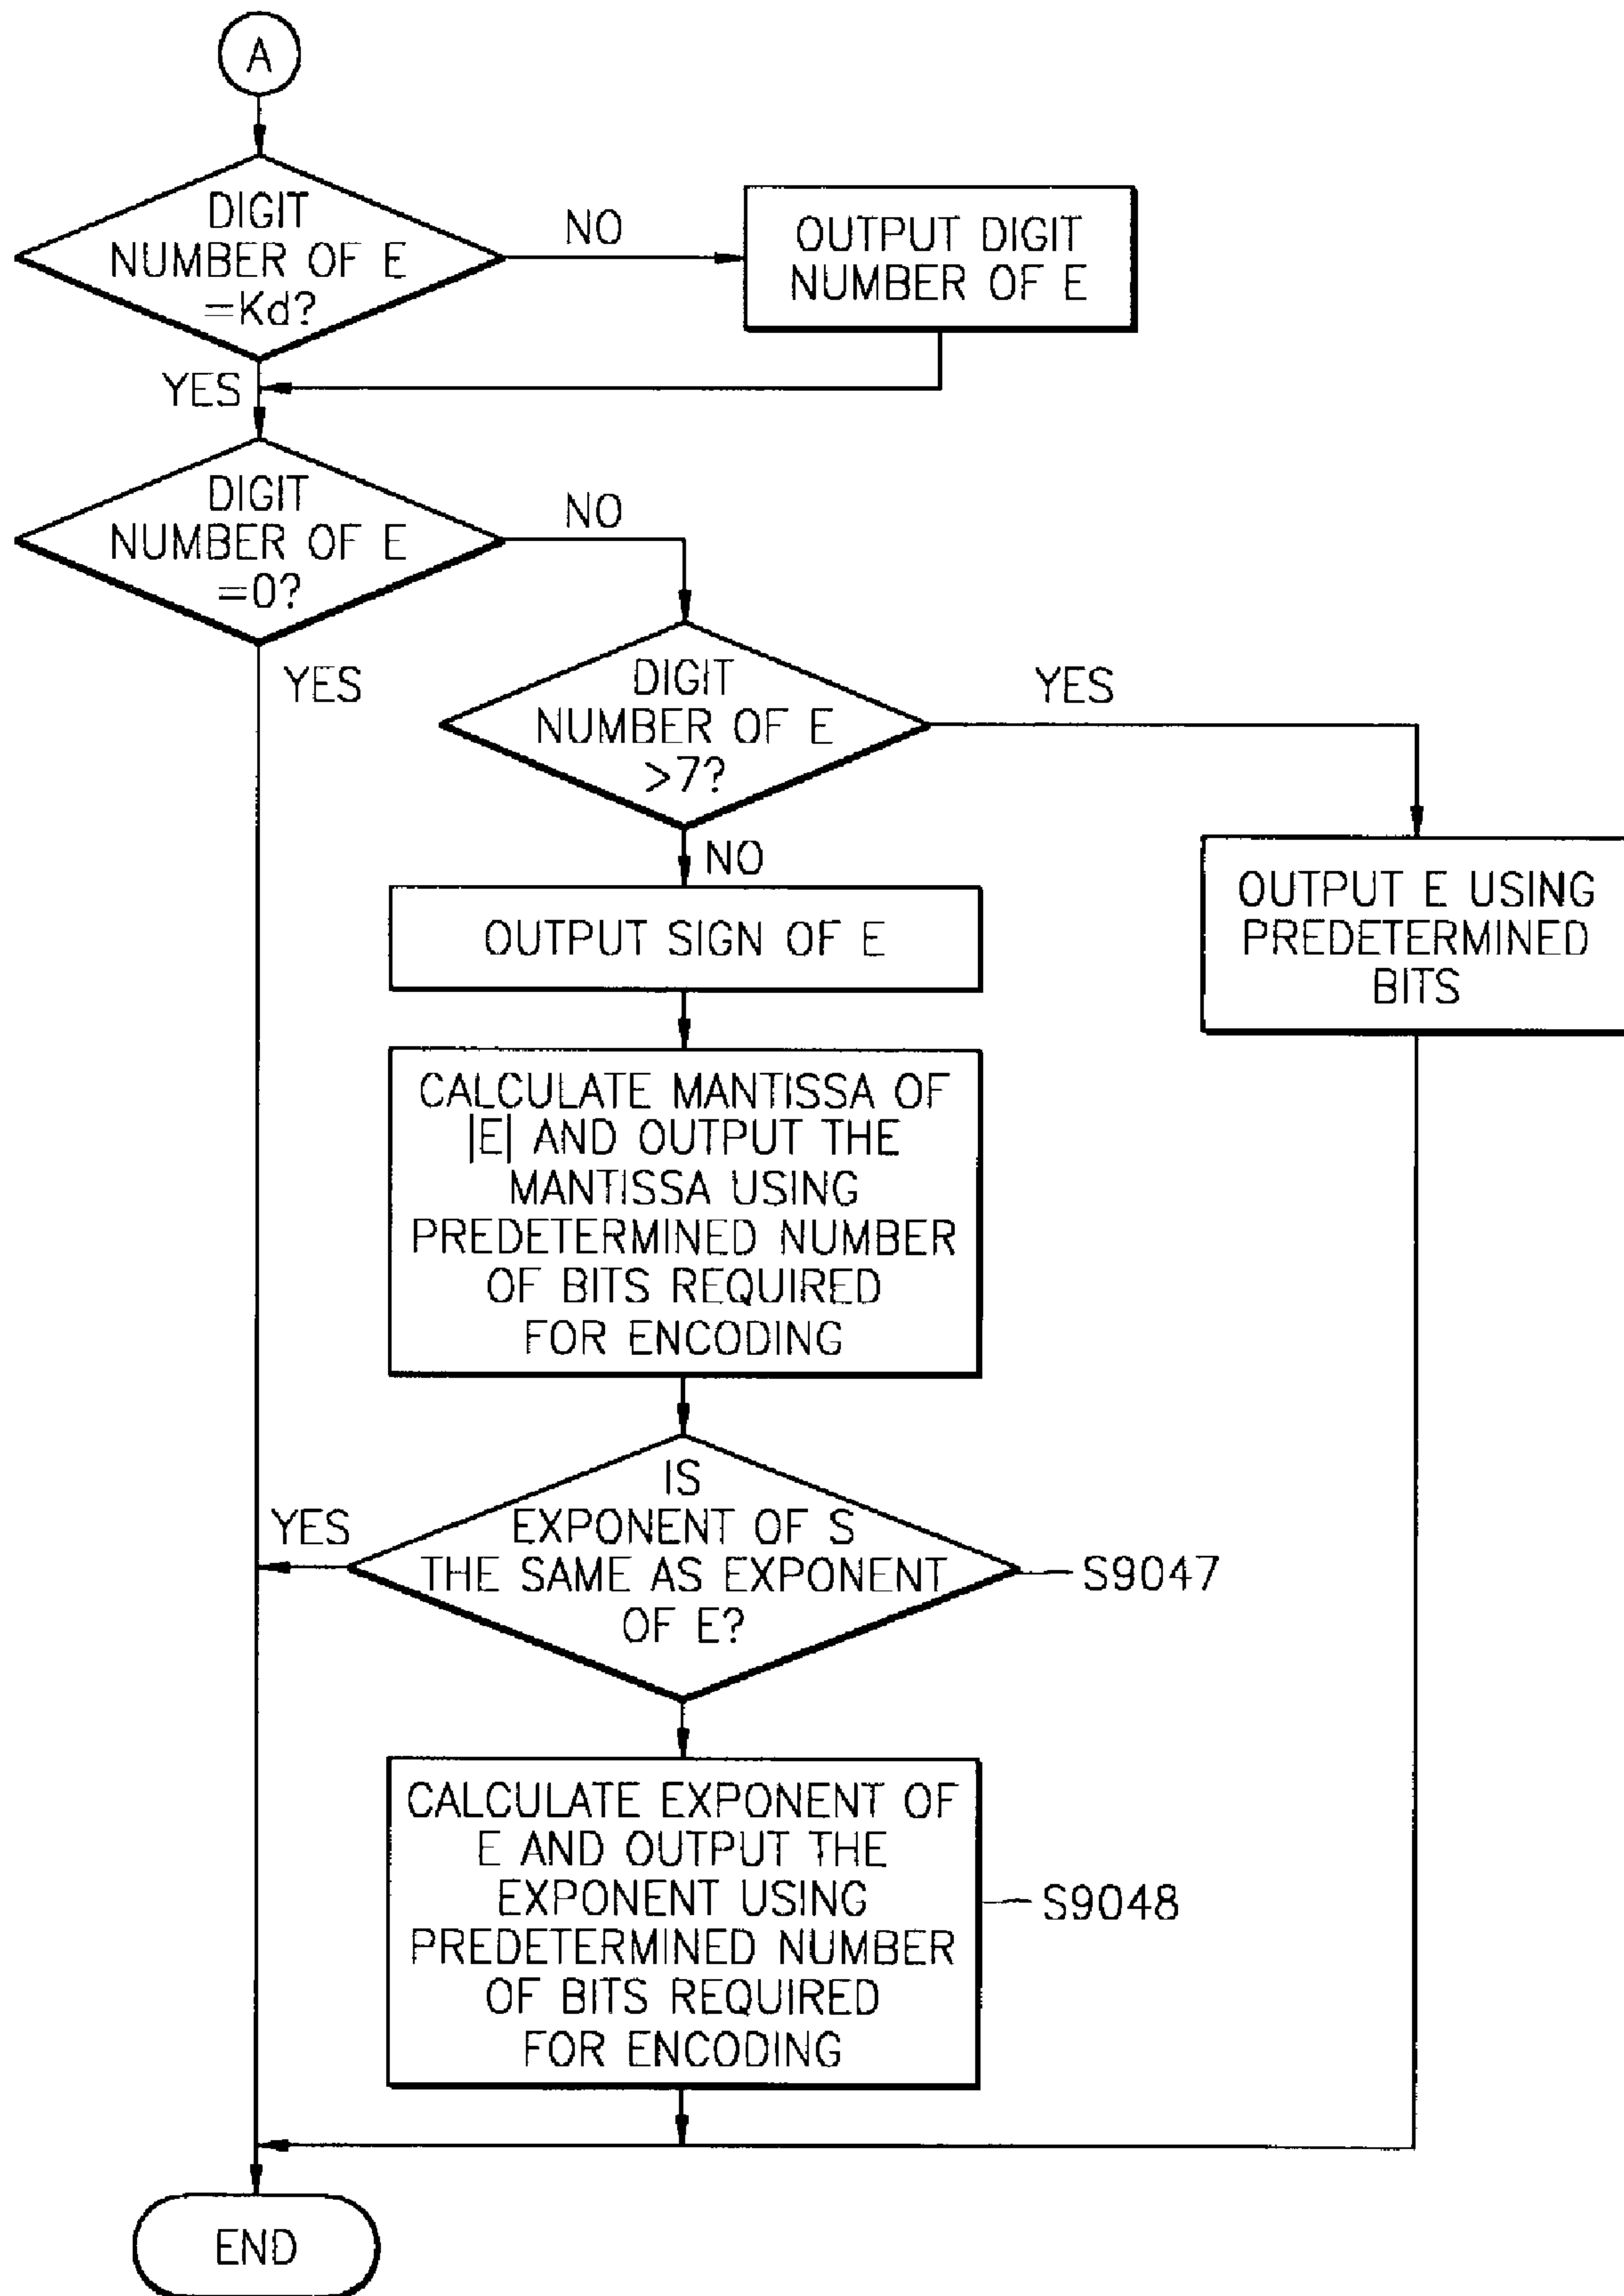 A
DIGIT
NUMBER OF E
=Kd?
NO
OUTPUT DIGIT
NUMBER OF E
YES
DIGIT
NUMBER OF E
=0?
NO
YES
DIGIT
NUMBER OF E
>7?
YES
NO
OUTPUT E USING
PREDETERMINED
BITS
OUTPUT SIGN OF E
CALCULATE MANTISSA OF
|E| AND OUTPUT THE
MANTISSA USING
PREDETERMINED NUMBER
OF BITS REQUIRED
FOR ENCODING
IS
EXPONENT OF S
THE SAME AS EXPONENT
OF E?
YES
S9047
CALCULATE EXPONENT OF
E AND OUTPUT THE
EXPONENT USING
PREDETERMINED NUMBER
OF BITS REQUIRED
FOR ENCODING
S9048
END